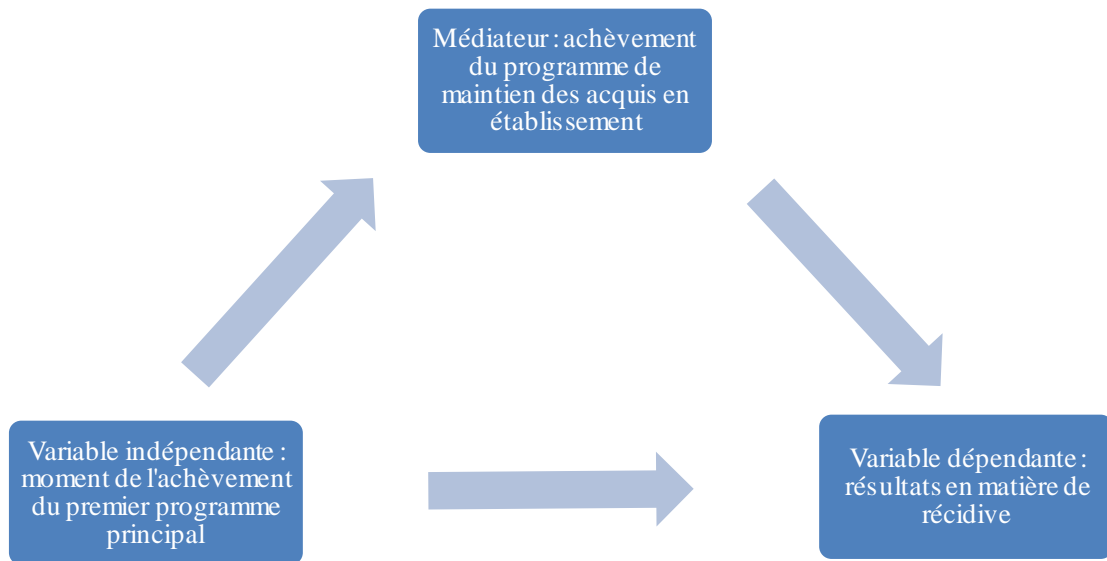 Médiateur : achèvement
du programme de
maintien des acquis en
établissement
Variable indépendante :
moment de l'achèvement
du premier programme
principal
Variable dépendante :
résultats en matière de
récidive